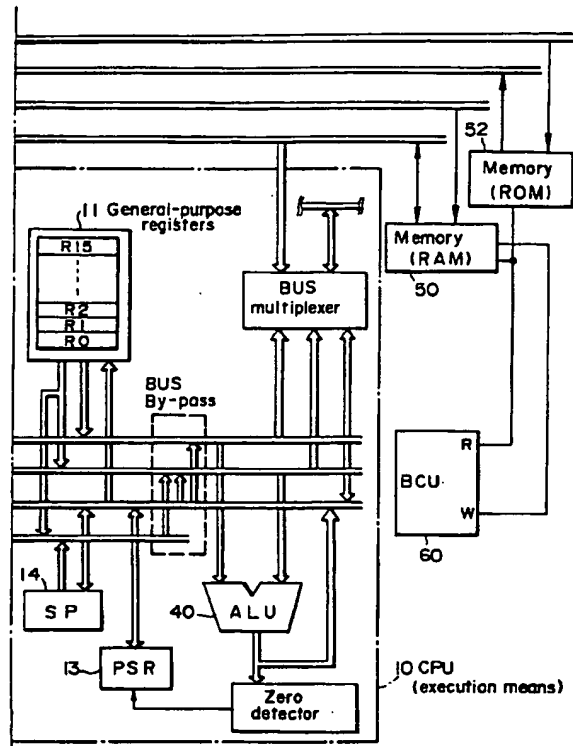 52
Memory
(ROM)
11 General-purpose
registers
R15
R2
R1
R0
BUS
multiplexer
Memory
(RAM)
50
BUS
By-pass
R
BCU
W
60
14
SP
40
ALU
13
PSR
Zero
detector
10 CPU
(execution means)